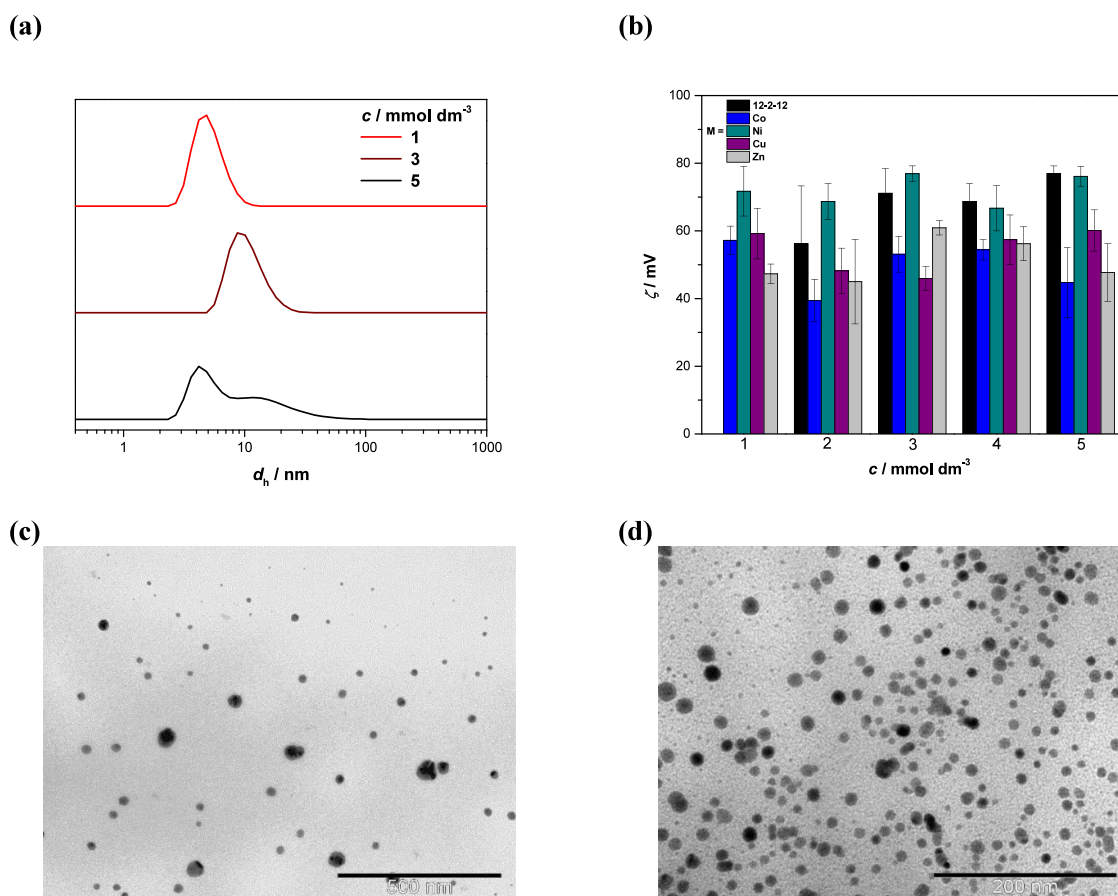 (a)
c / mmol dm-3
1
3
5
1 10 100 1000
dh / nm
(b)
100
80
60
40
20
0
ζ / mV
12-2-12
M = Co
Ni
Cu
Zn
1 2 3 4 5
c / mmol dm-3
(c)
500 nm
(d)
200 nm